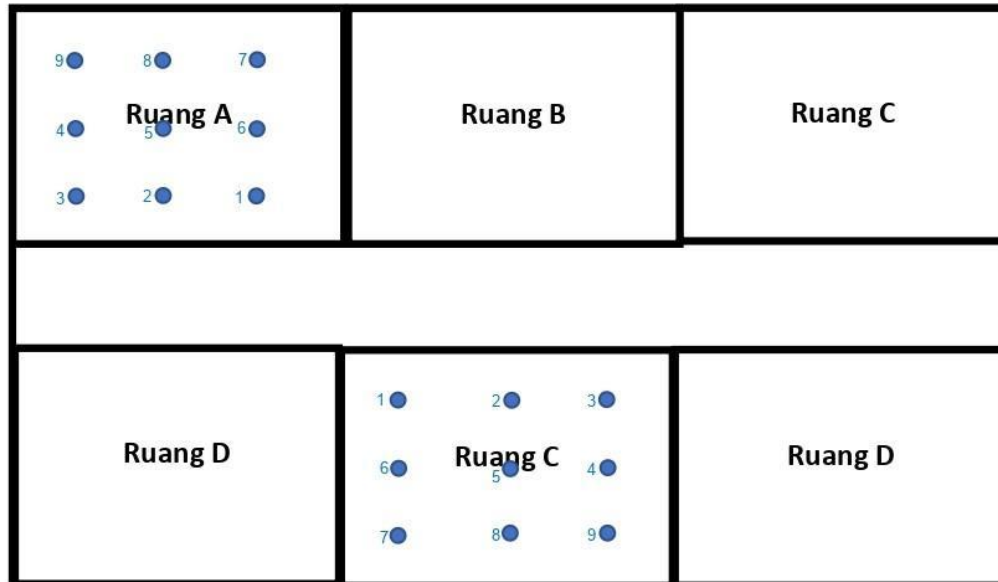 9 8 7
Ruang A
Ruang B
Ruang C
4 5 6
3 2 1
Ruang D
1 2 3
Ruang C
Ruang D
6 5 4
7 8 9